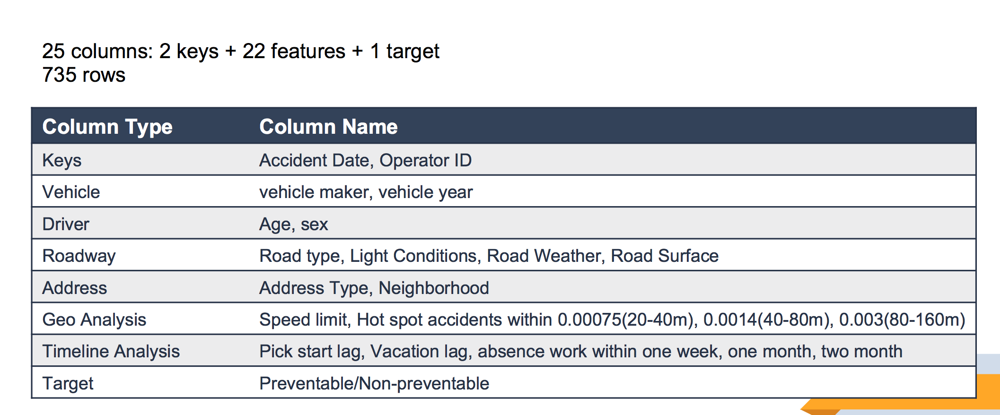 25 columns: 2 keys + 22 features + 1 target
735 rows
Column Type Column Name
Keys Accident Date, Operator ID
Vehicle vehicle maker, vehicle year
Driver Age, sex
Roadway Road type, Light Conditions, Road Weather, Road Surface
Address Address Type, Neighborhood
Geo Analysis Speed limit, Hot spot accidents within 0.00075(20-40m), 0.0014(40-80m), 0.003(80-160m)
Timeline Analysis Pick start lag, Vacation lag, absence work within one week, one month, two month
Target Preventable/Non-preventable